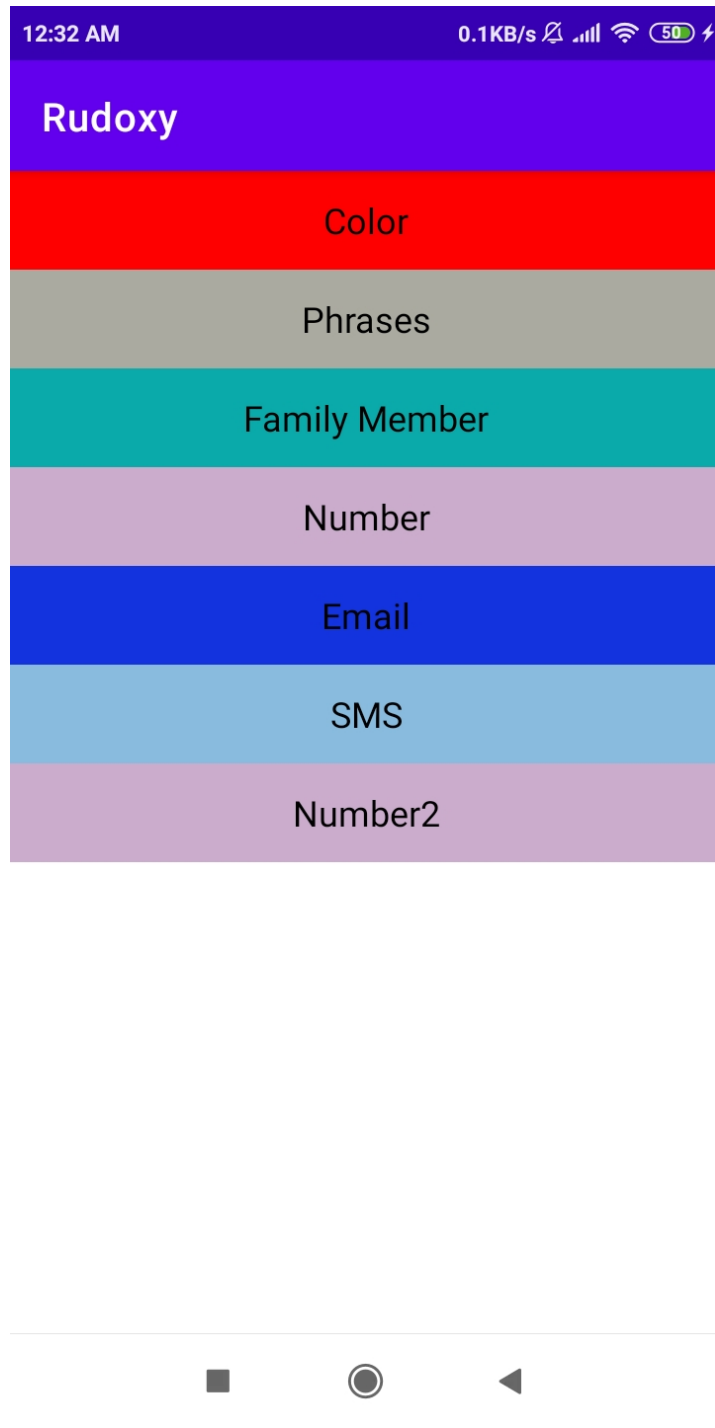 12:32 AM 0.1KB/s 50
Rudoxy
Color
Phrases
Family Member
Number
Email
SMS
Number2